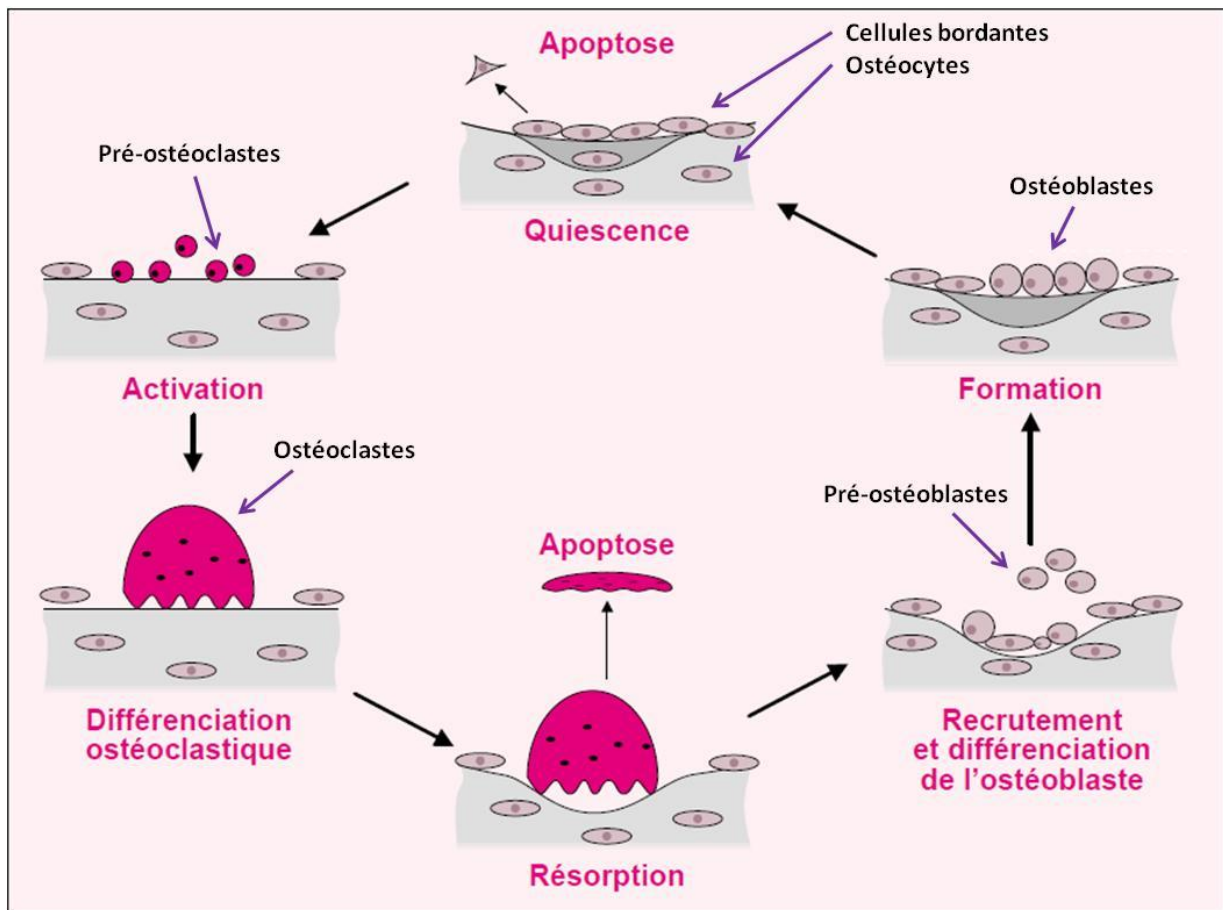 Apoptose
Cellules bordantes
Ostéocytes
Pré-ostéoclastes
Quiescence
Ostéoblastes
Activation
Formation
Ostéoclastes
Pré-ostéoblastes
Apoptose
Différenciation
ostéoclastique
Recrutement
et différenciation
de l'ostéoblaste
Résorption